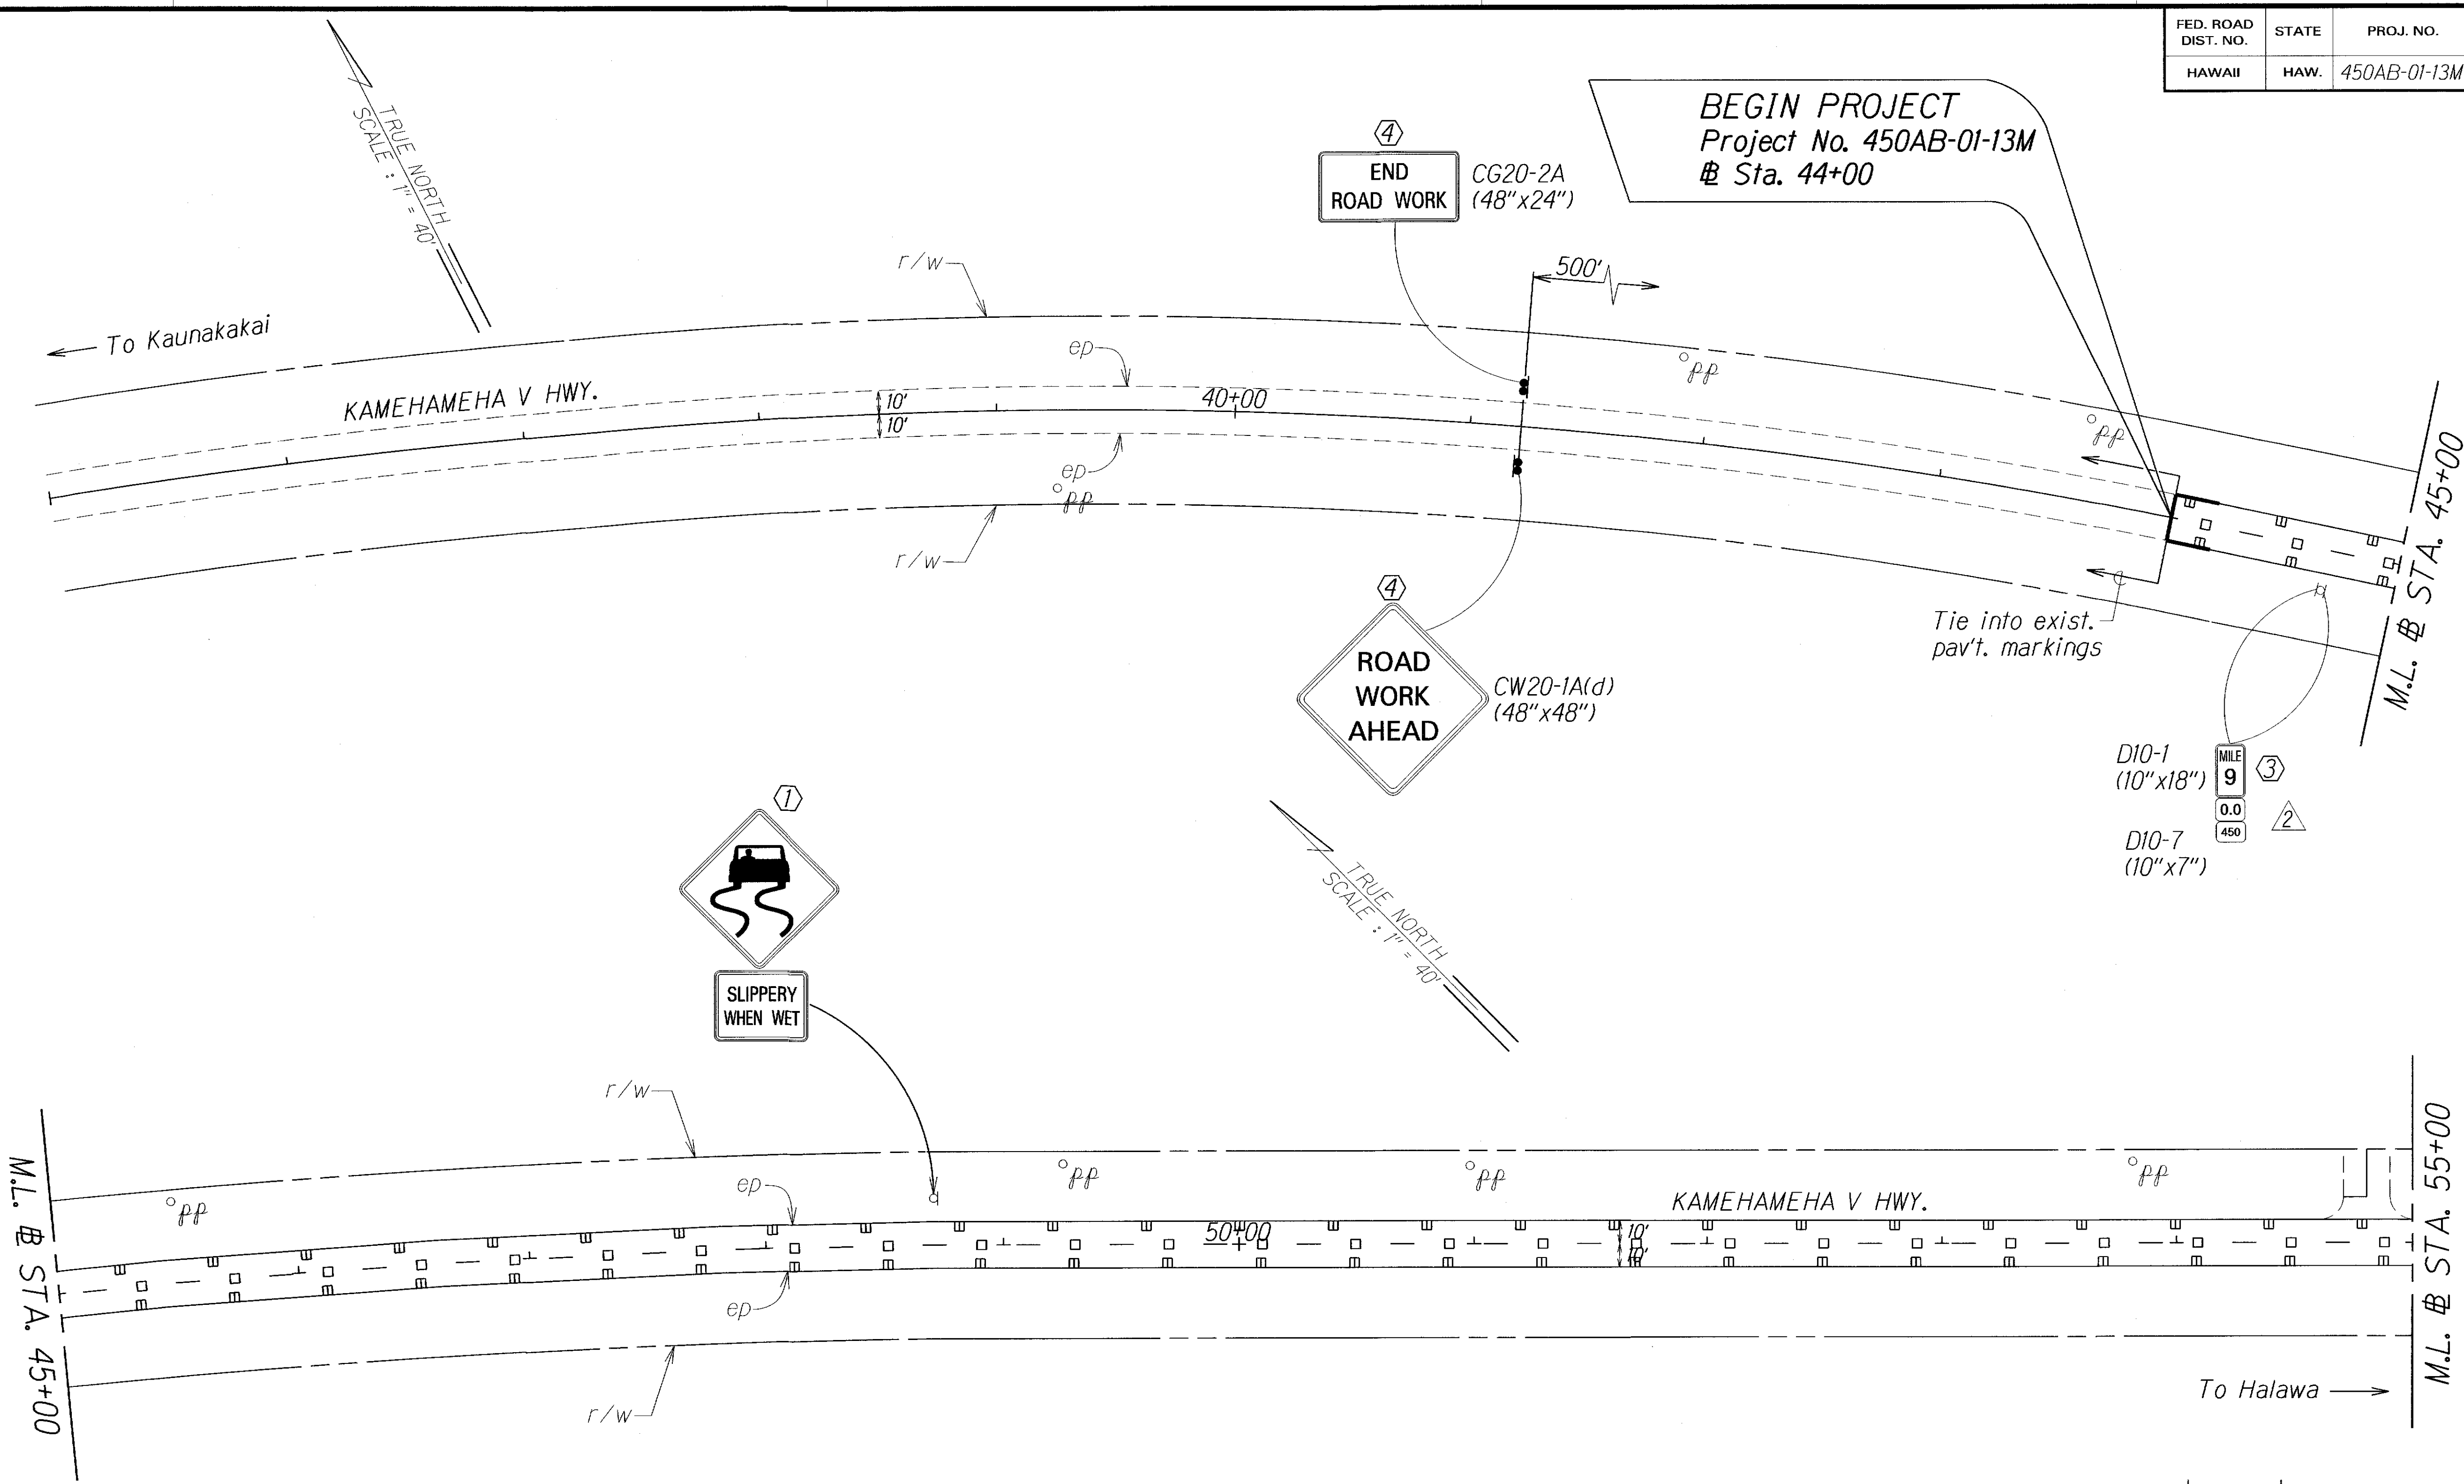 FED. ROAD DIST. NO.
STATE
PROJ. NO.
HAWAII
HAW.
450AB-01-13M
TRUE NORTH
SCALE : 1" = 40'
BEGIN PROJECT
Project No. 450AB-01-13M
℄ Sta. 44+00
4
END
ROAD WORK
CG20-2A
(48"x24")
500'
r/w
To Kaunakakai
ep
pp
KAMEHAMEHA V HWY.
10'
10'
40+00
pp
ep
pp
r/w
M.L. ℄ STA. 45+00
Tie into exist.
pav't. markings
4
ROAD
WORK
AHEAD
CW20-1A(d)
(48"x48")
D10-1
(10"x18")
MILE
9
3
0.0
450
2
D10-7
(10"x7")
1
SLIPPERY
WHEN WET
TRUE NORTH
SCALE : 1" = 40'
r/w
M.L. ℄ STA. 45+00
pp
ep
pp
pp
pp
KAMEHAMEHA V HWY.
50+00
10'
10'
ep
r/w
M.L. ℄ STA. 55+00
To Halawa